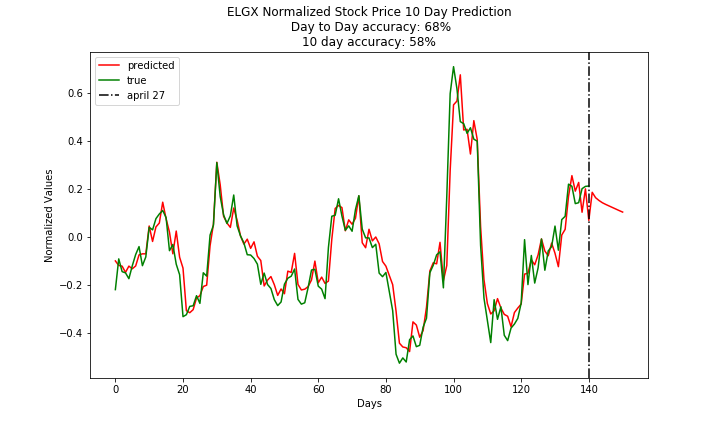 ELGX Normalized Stock Price 10 Day Prediction
Day to Day accuracy: 68%
10 day accuracy: 58%
predicted
true
april 27
Normalized Values
0.6
0.4
0.2
0.0
−0.2
−0.4
0 20 40 60 80 100 120 140
Days